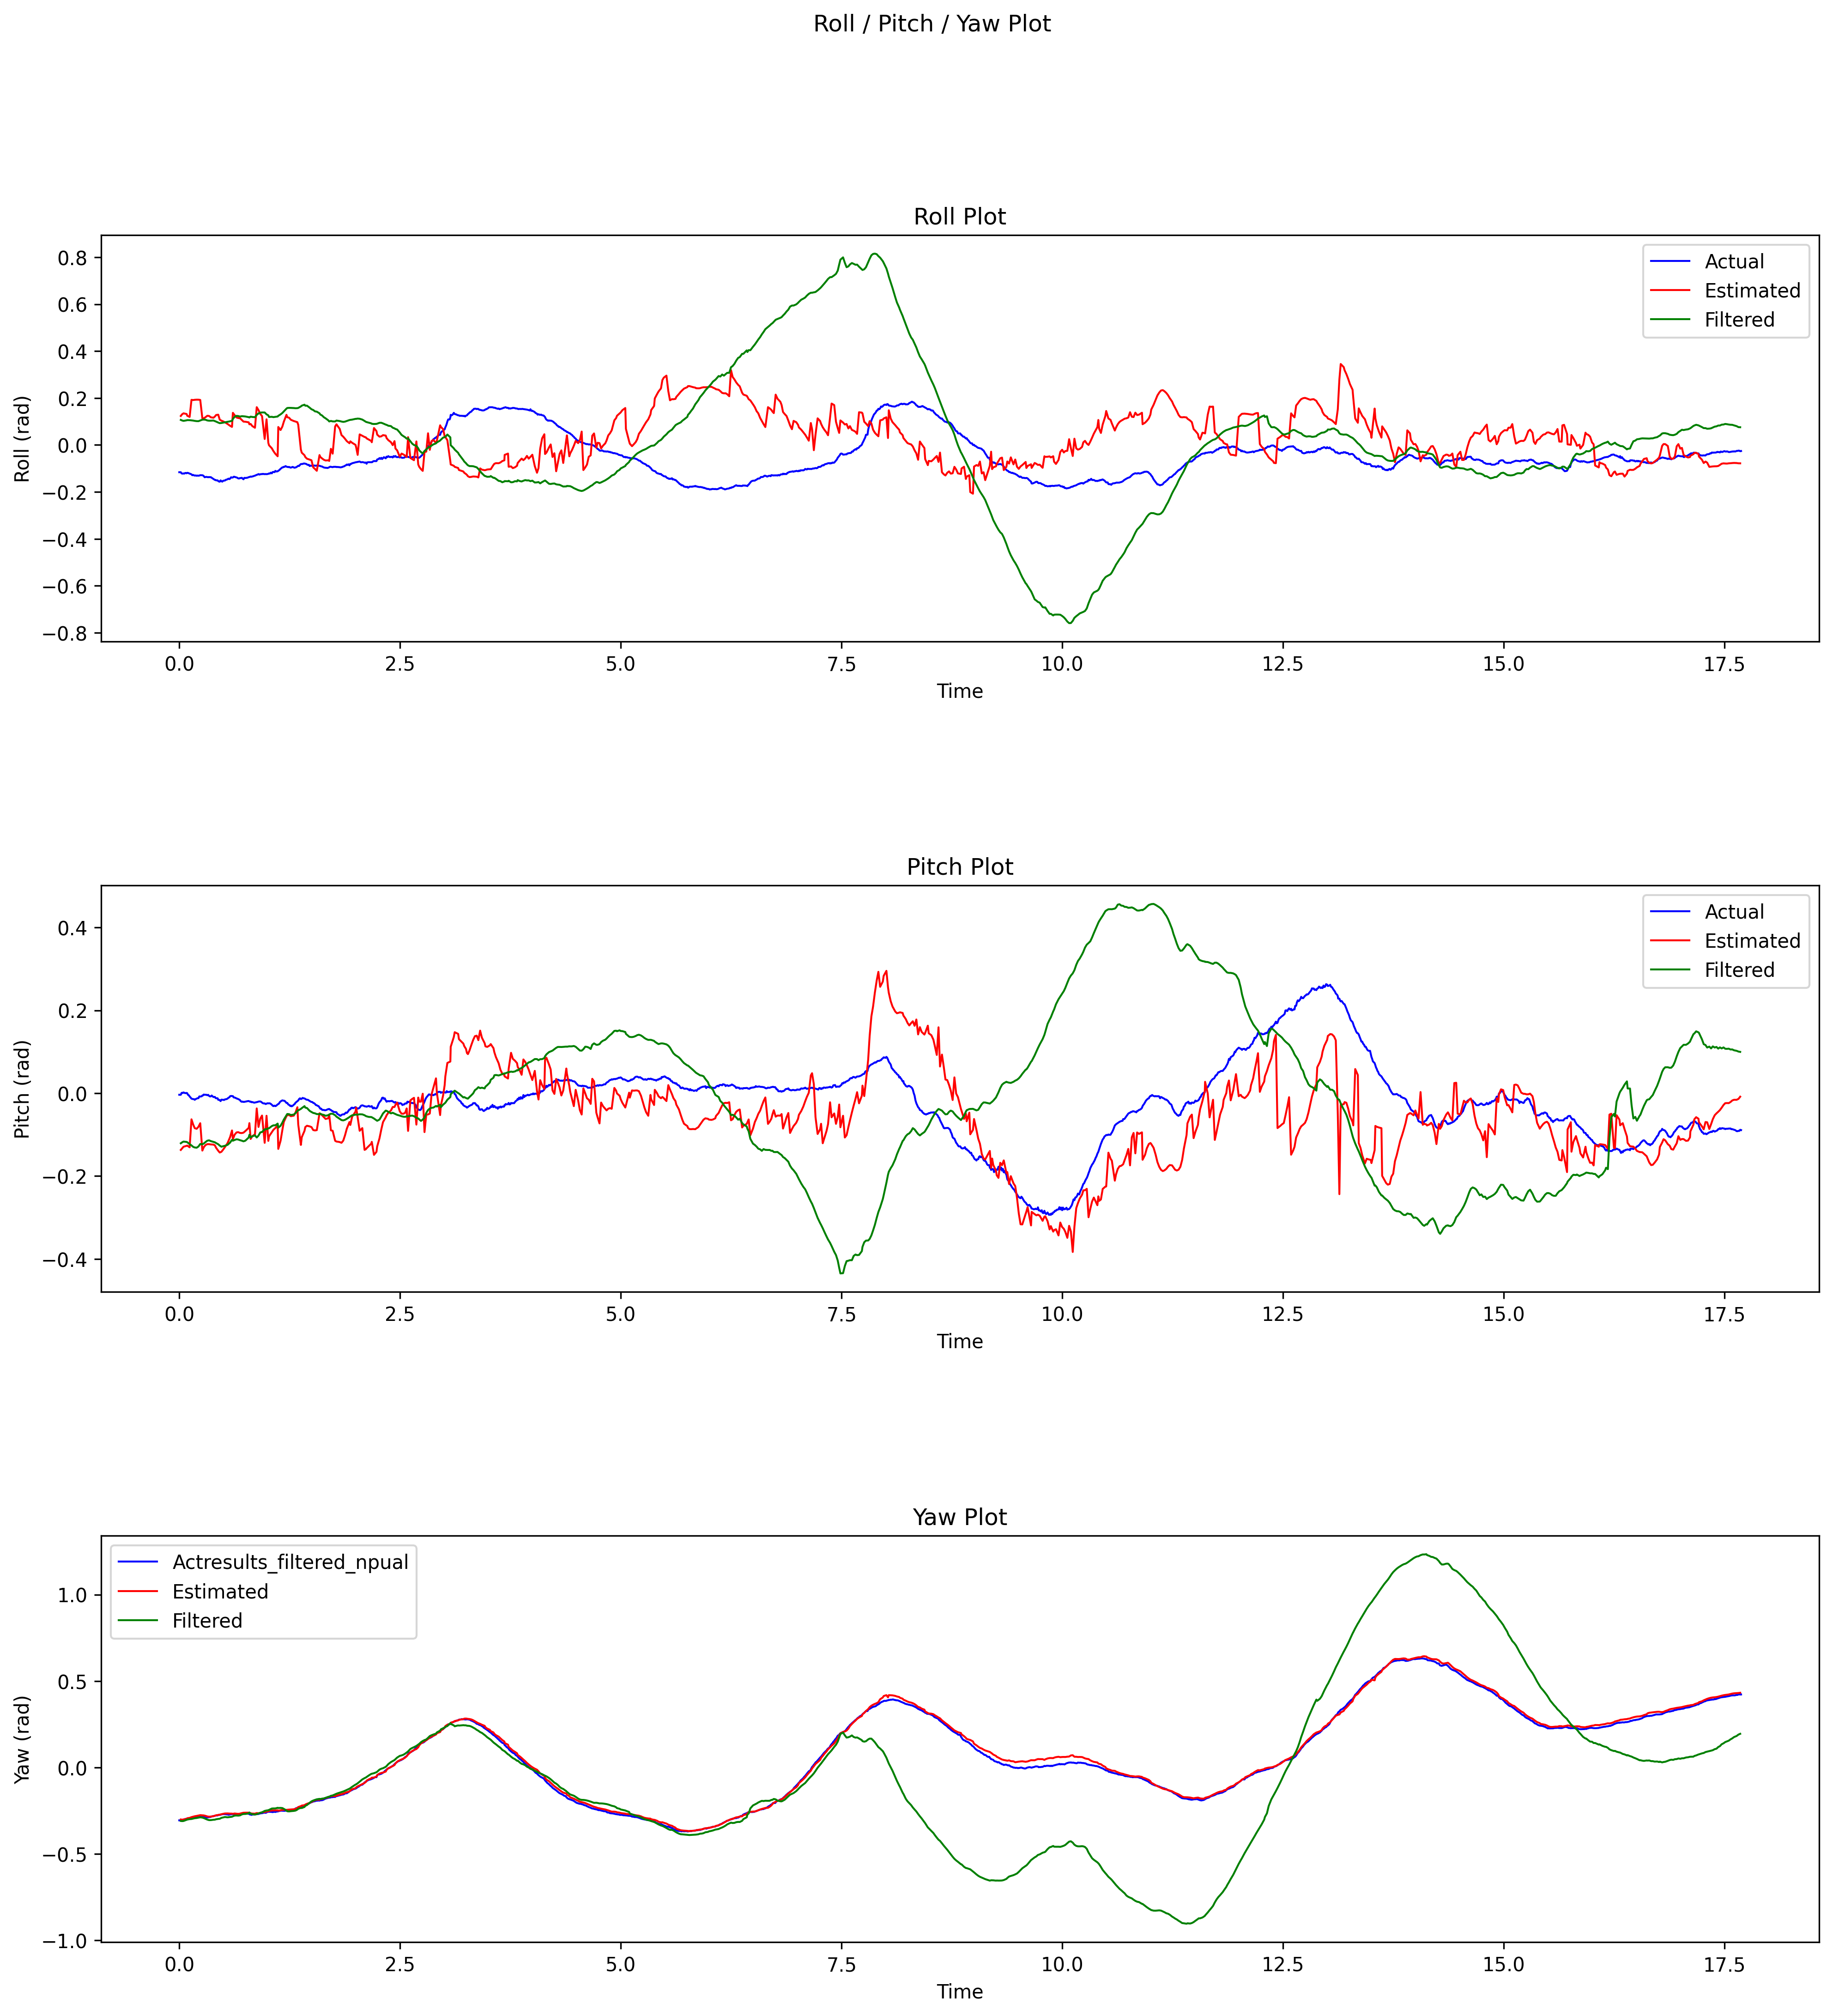 Roll / Pitch / Yaw Plot
Roll Plot
Roll (rad)
0.8
0.6
0.4
0.2
0.0
−0.2
−0.4
−0.6
−0.8
Actual
Estimated
Filtered
0.0 2.5 5.0 7.5 10.0 12.5 15.0 17.5
Time
Pitch Plot
Pitch (rad)
0.4
0.2
0.0
−0.2
−0.4
Actual
Estimated
Filtered
0.0 2.5 5.0 7.5 10.0 12.5 15.0 17.5
Time
Yaw Plot
Yaw (rad)
1.0
0.5
0.0
−0.5
−1.0
Actresults_filtered_npual
Estimated
Filtered
0.0 2.5 5.0 7.5 10.0 12.5 15.0 17.5
Time